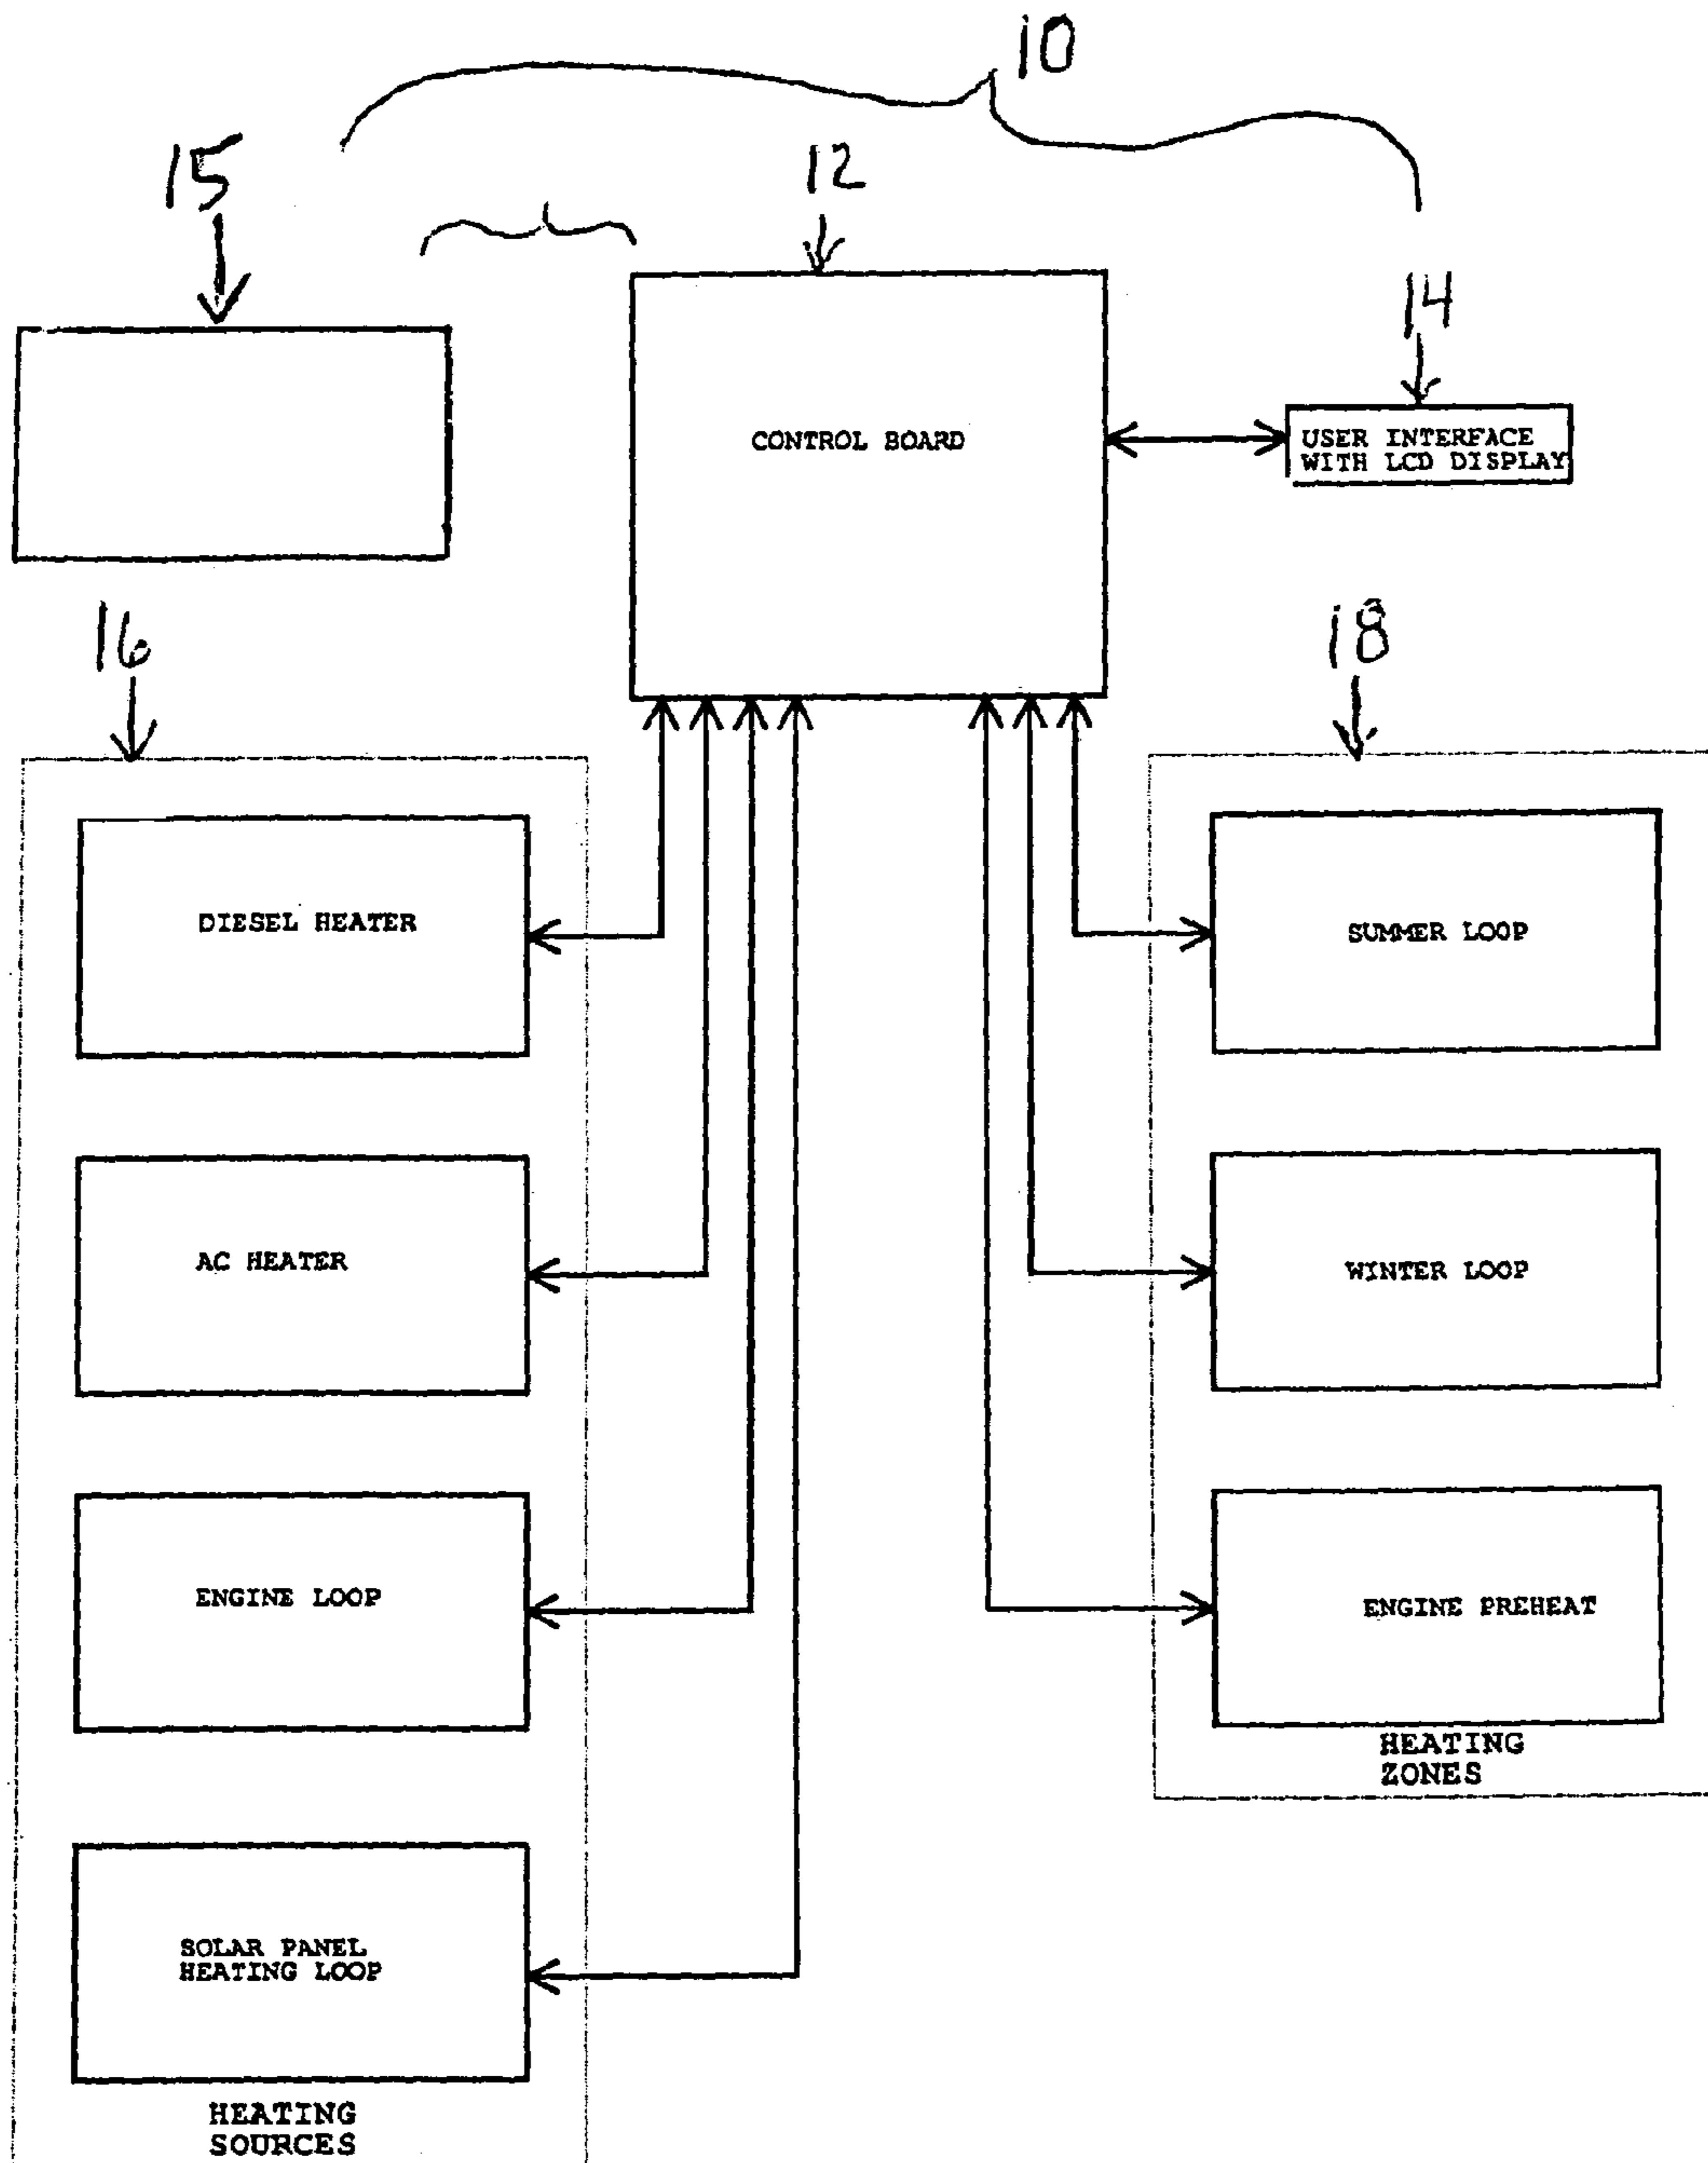 10
15
12
14
CONTROL BOARD
USER INTERFACE
WITH LCD DISPLAY
16
18
DIESEL HEATER
SUMMER LOOP
AC HEATER
WINTER LOOP
ENGINE LOOP
ENGINE PREHEAT
HEATING
ZONES
SOLAR PANEL
HEATING LOOP
HEATING
SOURCES